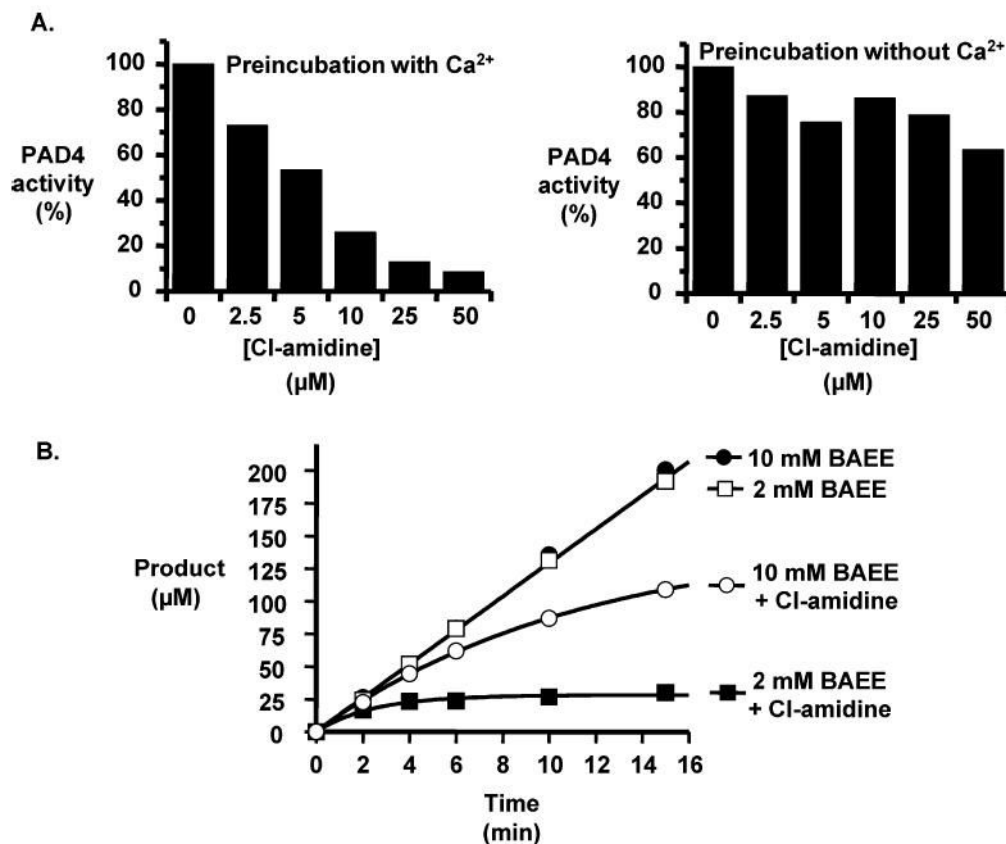 A.
Preincubation with Ca²⁺
PAD4
activity
(%)
100
80
60
40
20
0
0 2.5 5 10 25 50
[Cl-amidine]
(µM)
Preincubation without Ca²⁺
PAD4
activity
(%)
100
80
60
40
20
0
0 2.5 5 10 25 50
[Cl-amidine]
(µM)
B.
Product
(µM)
200
175
150
125
100
75
50
25
0
0 2 4 6 8 10 12 14 16
Time
(min)
10 mM BAEE
2 mM BAEE
10 mM BAEE
+ Cl-amidine
2 mM BAEE
+ Cl-amidine